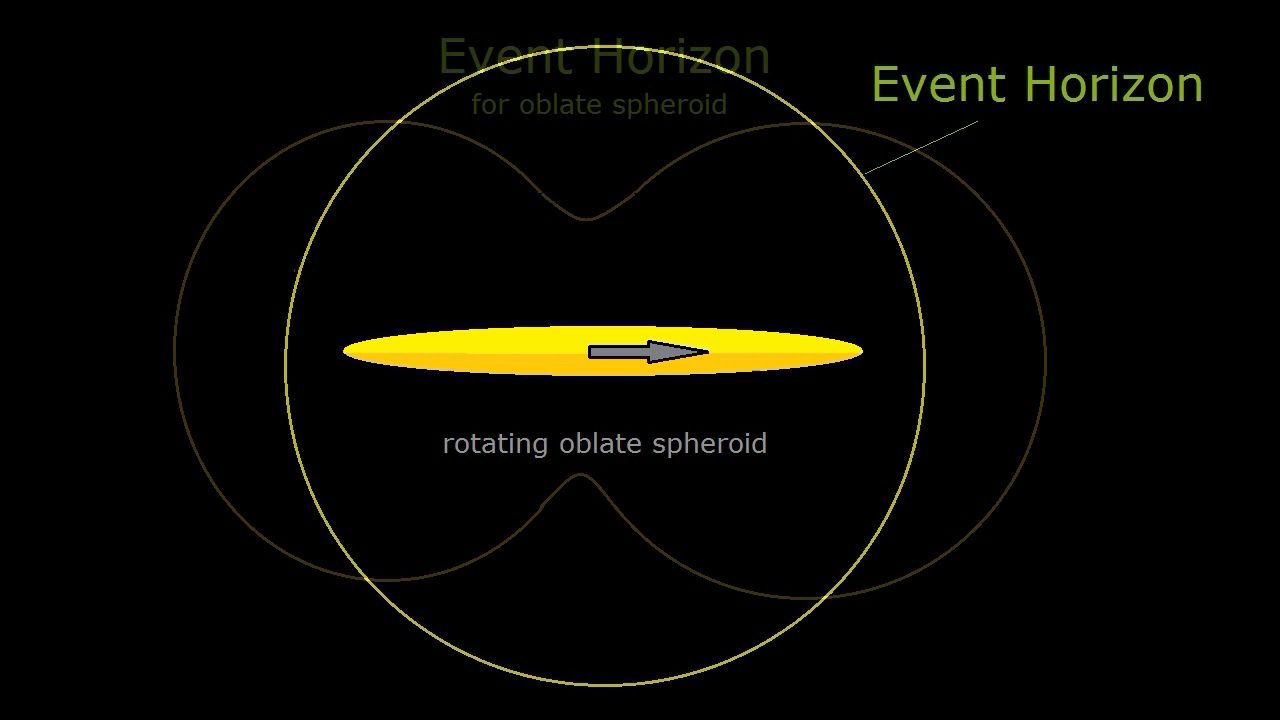 Event Horizon
for oblate spheroid
Event Horizon
rotating oblate spheroid